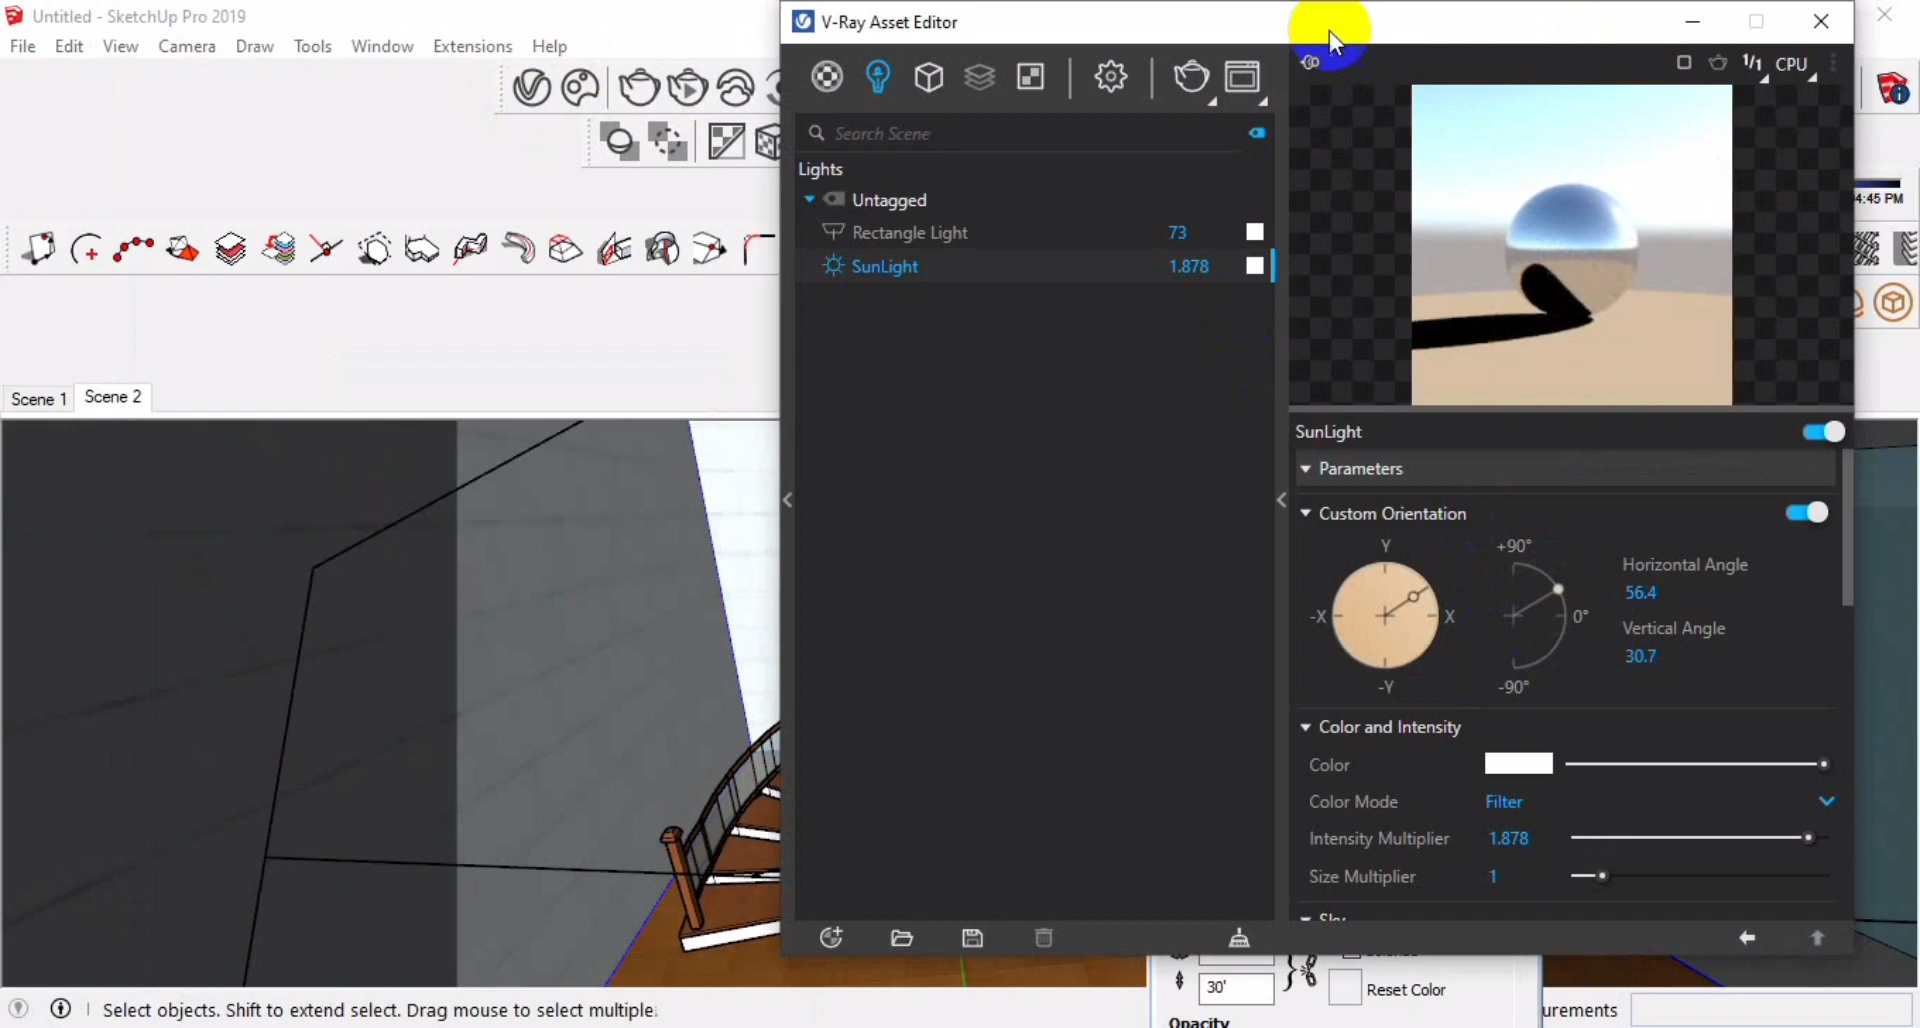 Untitled - SketchUp Pro 2019
File Edit View Camera Draw Tools Window Extensions Help
V-Ray Asset Editor
1/1 CPU
Search Scene
Lights
Untagged
Rectangle Light 73
SunLight 1.878
4:45 PM
Scene 1 Scene 2
SunLight
Parameters
Custom Orientation
Y
-X
X
-Y
+90°
0°
-90°
Horizontal Angle
56.4
Vertical Angle
30.7
Color and Intensity
Color
Color Mode Filter
Intensity Multiplier 1.878
Size Multiplier 1
Sky
30'
Reset Color
Opacity
Select objects. Shift to extend select. Drag mouse to select multiple.
urements